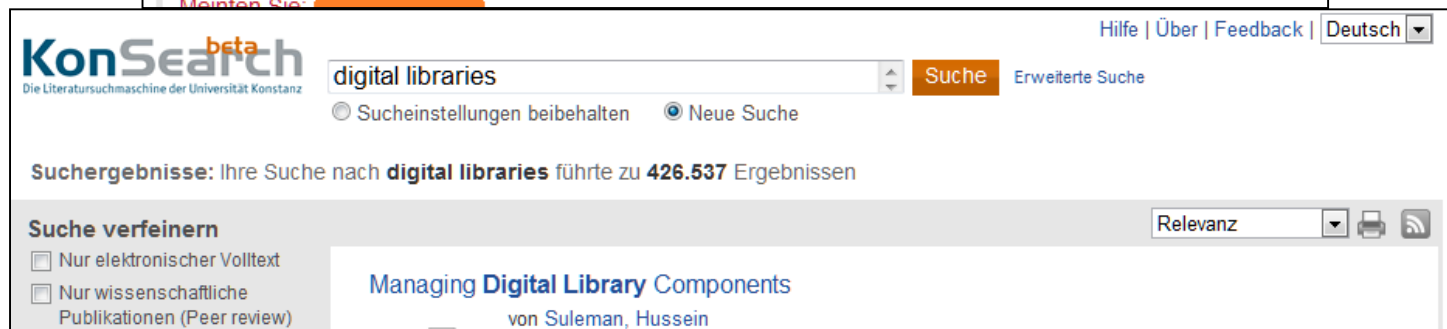 Meinten Sie:
Hilfe | Über | Feedback | Deutsch
KonSearch beta
Die Literatursuchmaschine der Universität Konstanz
digital libraries Suche Erweiterte Suche
Sucheinstellungen beibehalten Neue Suche
Suchergebnisse: Ihre Suche nach digital libraries führte zu 426.537 Ergebnissen
Suche verfeinern
Relevanz
Nur elektronischer Volltext
Nur wissenschaftliche
Publikationen (Peer review)
Managing Digital Library Components
von Suleman, Hussein